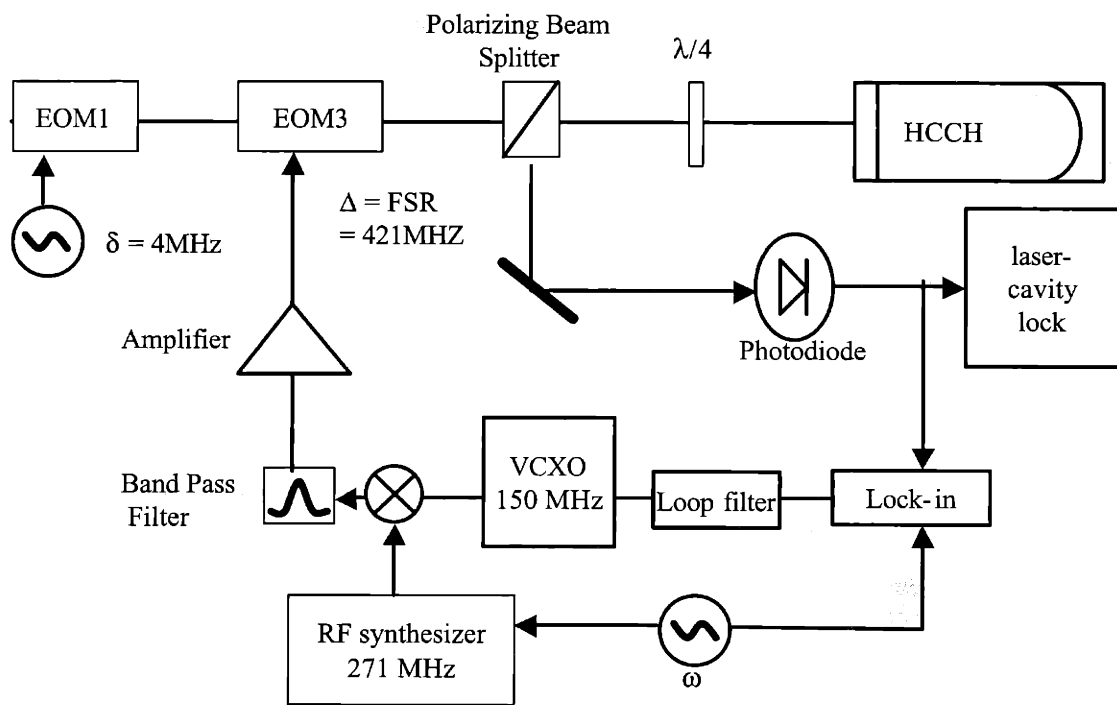 Polarizing Beam
Splitter
λ/4
EOM1
EOM3
HCCH
Δ = FSR
= 421MHZ
δ = 4MHz
laser-
cavity
lock
Amplifier
Photodiode
VCXO
150 MHz
Band Pass
Filter
Loop filter
Lock-in
RF synthesizer
271 MHz
ω